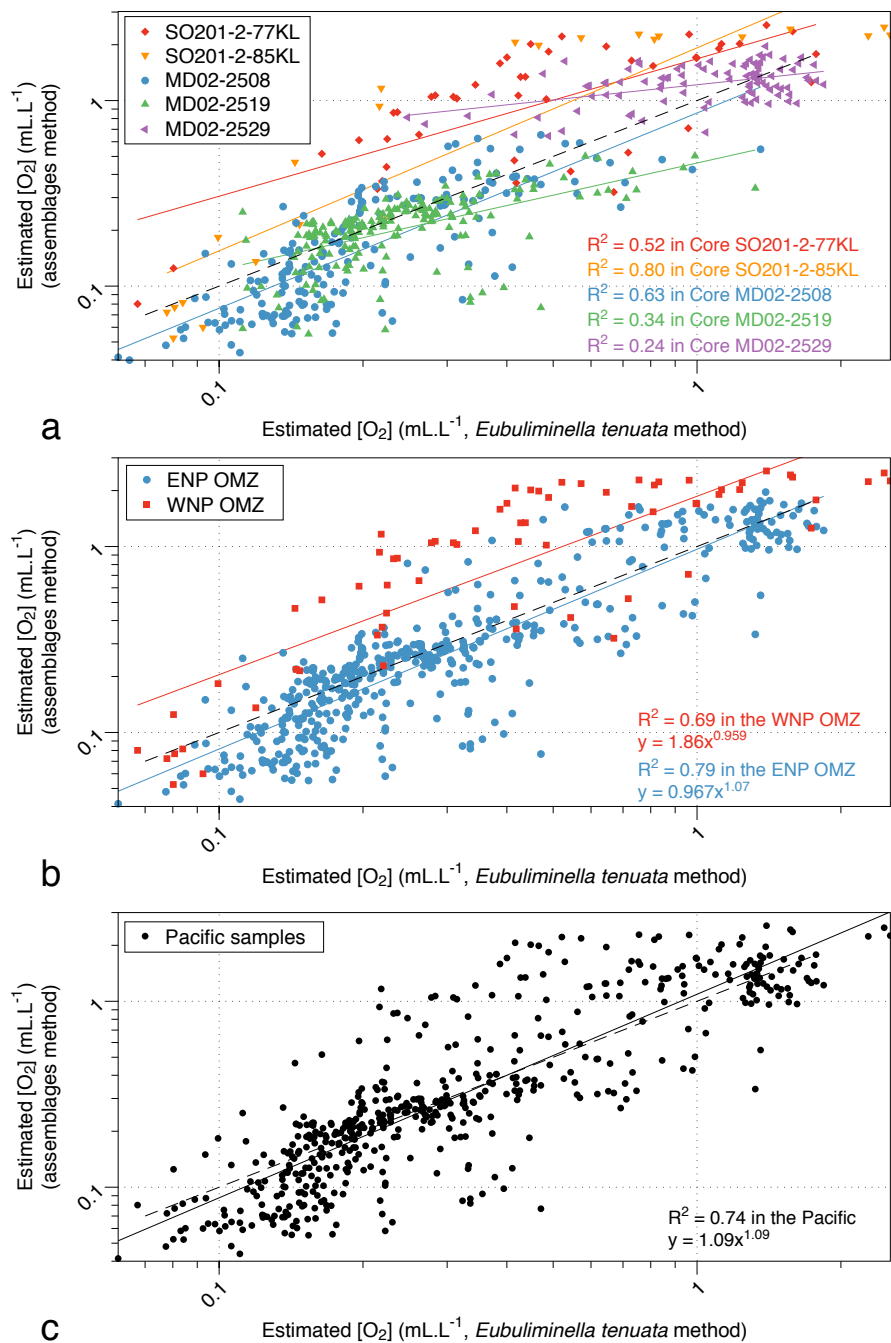 SO201-2-77KL
SO201-2-85KL
MD02-2508
MD02-2519
MD02-2529
Estimated [O₂] (mL.L⁻¹)
(assemblages method)
1
0.1
R² = 0.52 in Core SO201-2-77KL
R² = 0.80 in Core SO201-2-85KL
R² = 0.63 in Core MD02-2508
R² = 0.34 in Core MD02-2519
R² = 0.24 in Core MD02-2529
0.1
1
a
Estimated [O₂] (mL.L⁻¹, Eubuliminella tenuata method)
ENP OMZ
WNP OMZ
Estimated [O₂] (mL.L⁻¹)
(assemblages method)
1
0.1
R² = 0.69 in the WNP OMZ
y = 1.86x⁰·⁹⁵⁹
R² = 0.79 in the ENP OMZ
y = 0.967x¹·⁰⁷
0.1
1
b
Estimated [O₂] (mL.L⁻¹, Eubuliminella tenuata method)
Pacific samples
Estimated [O₂] (mL.L⁻¹)
(assemblages method)
1
0.1
R² = 0.74 in the Pacific
y = 1.09x¹·⁰⁹
0.1
1
c
Estimated [O₂] (mL.L⁻¹, Eubuliminella tenuata method)